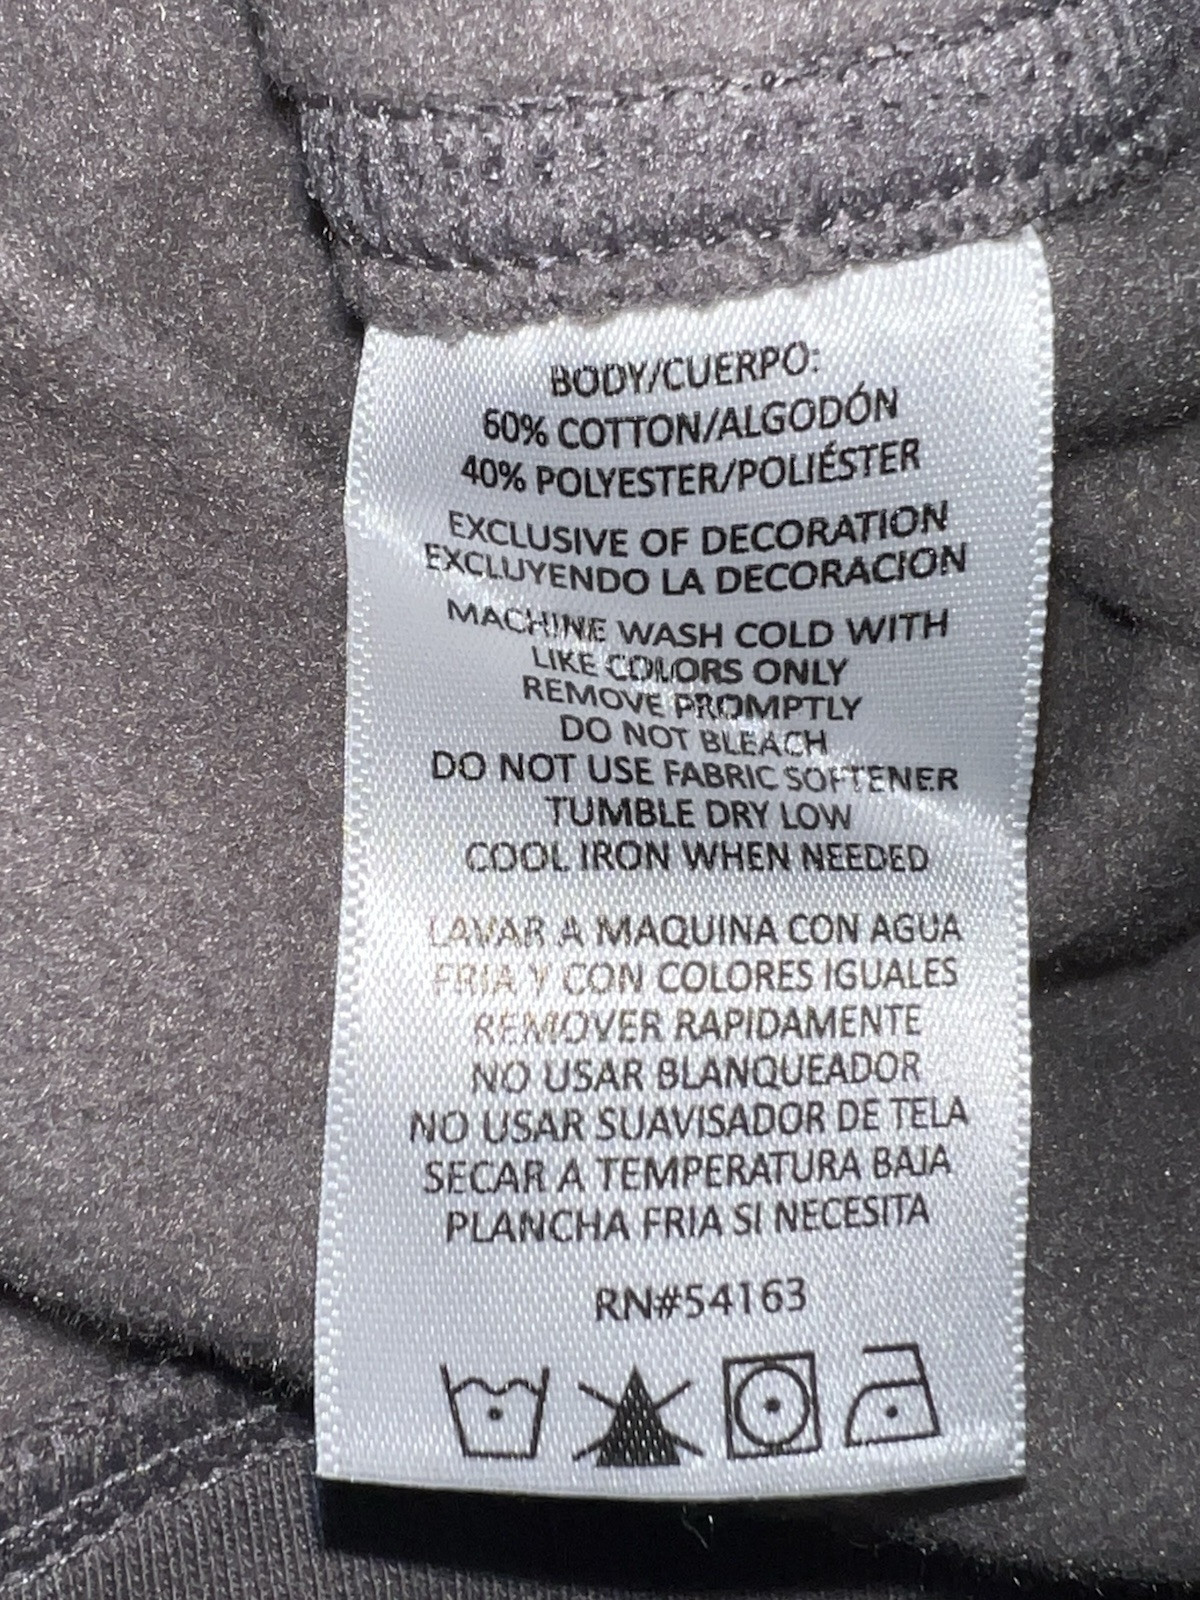 BODY/CUERPO:
60% COTTON/ALGODÓN
40% POLYESTER/POLIÉSTER
EXCLUSIVE OF DECORATION
EXCLUYENDO LA DECORACION
MACHINE WASH COLD WITH
LIKE COLORS ONLY
REMOVE PROMPTLY
DO NOT BLEACH
DO NOT USE FABRIC SOFTENER
TUMBLE DRY LOW
COOL IRON WHEN NEEDED
LAVAR A MAQUINA CON AGUA
FRIA Y CON COLORES IGUALES
REMOVER RAPIDAMENTE
NO USAR BLANQUEADOR
NO USAR SUAVISADOR DE TELA
SECAR A TEMPERATURA BAJA
PLANCHA FRIA SI NECESITA
RN#54163